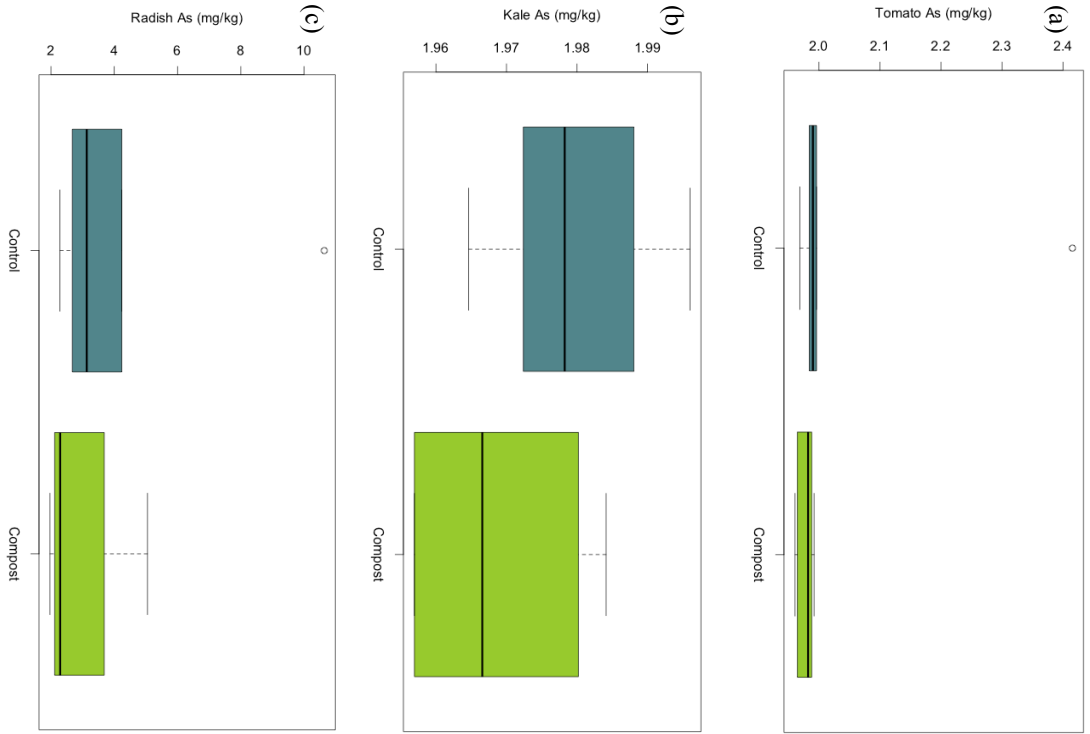 (a)
Tomato As (mg/kg)
2.0 2.1 2.2 2.3 2.4
Control
Compost
(b)
Kale As (mg/kg)
1.96 1.97 1.98 1.99
Control
Compost
(c)
Radish As (mg/kg)
2 4 6 8 10
Control
Compost